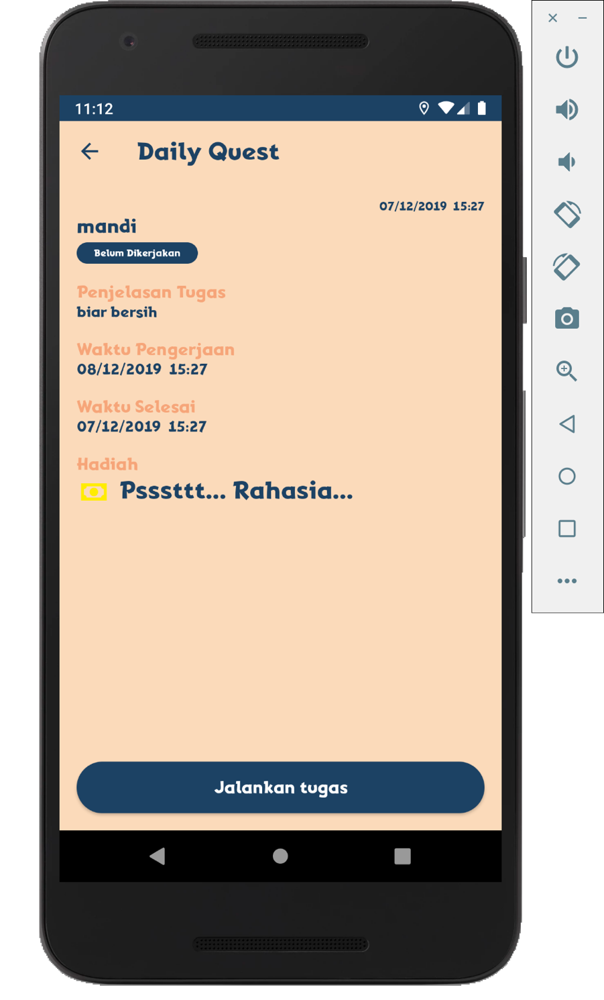 11:12
Daily Quest
07/12/2019 15:27
mandi
Belum Dikerjakan
Penjelasan Tugas
biar bersih
Waktu Pengerjaan
08/12/2019 15:27
Waktu Selesai
07/12/2019 15:27
Hadiah
Psssttt... Rahasia...
Jalankan tugas